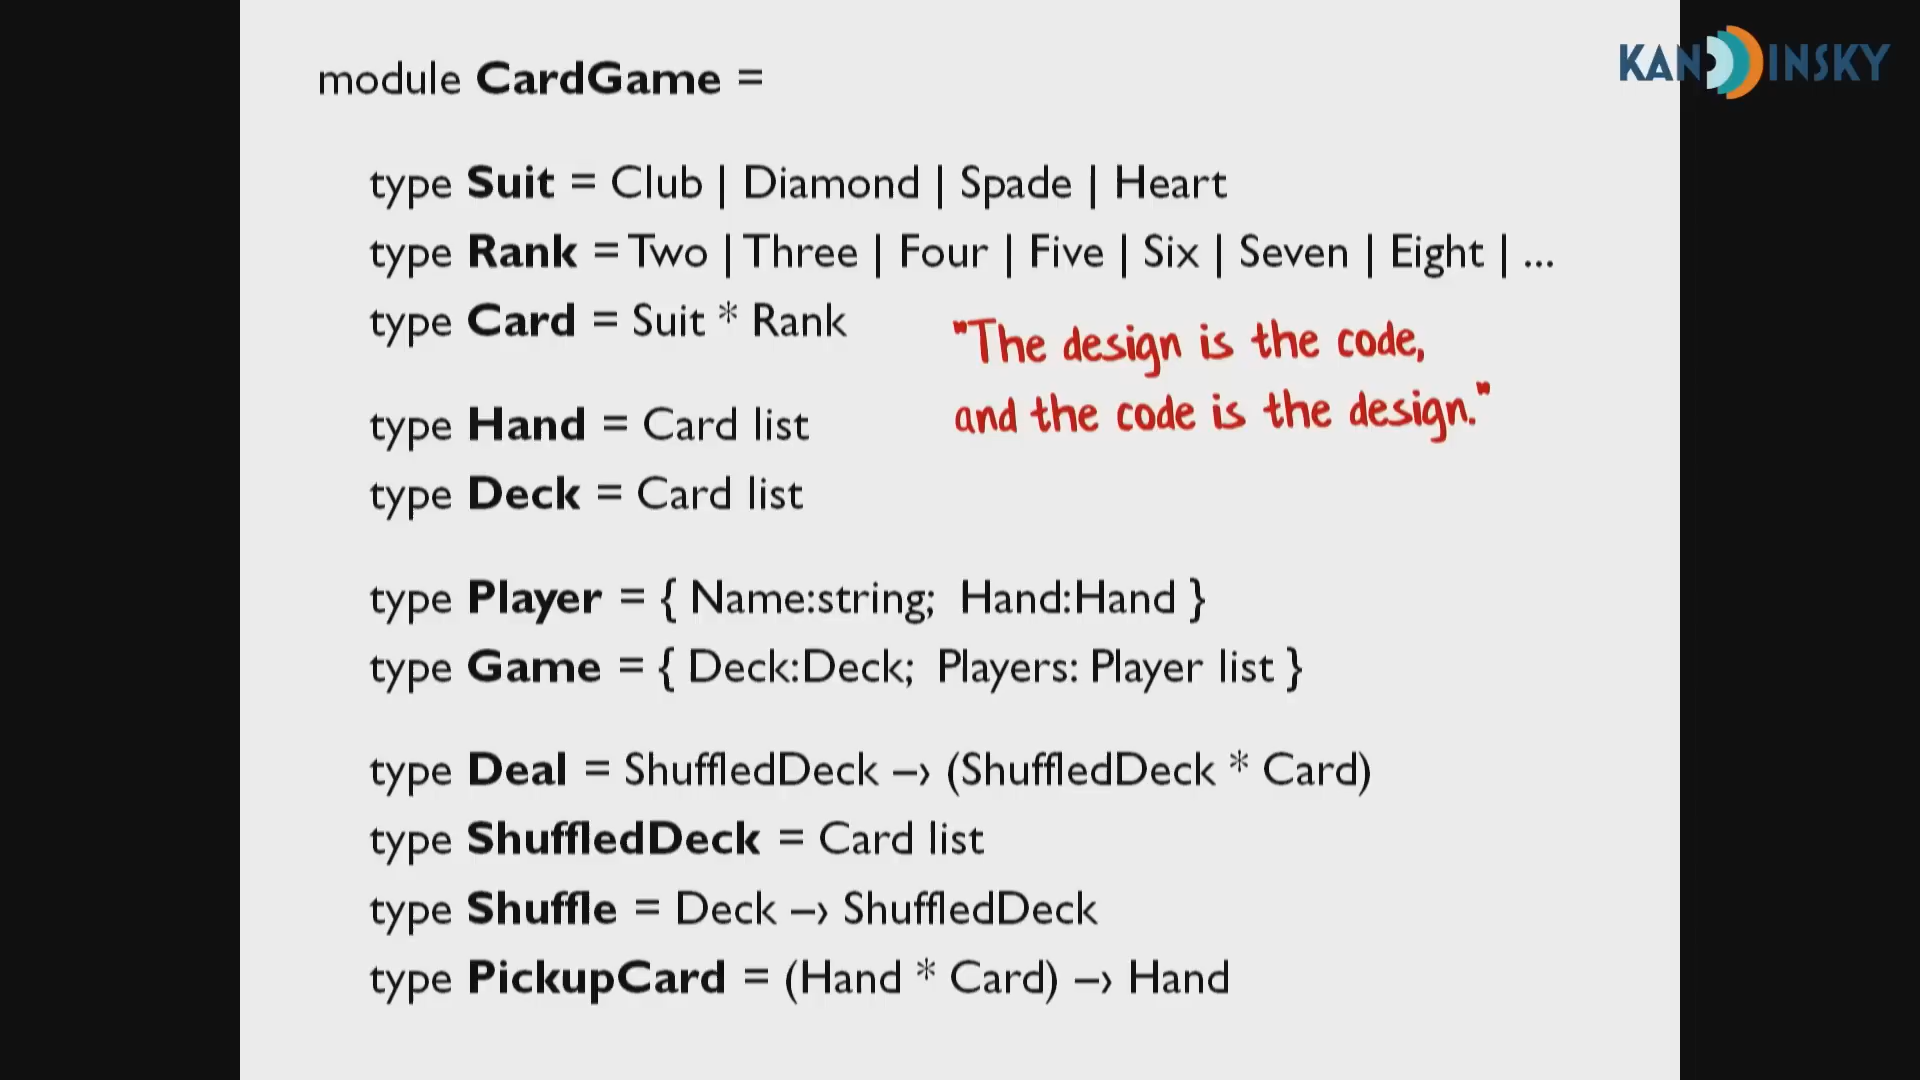 module CardGame =
KANDINSKY
type Suit = Club | Diamond | Spade | Heart
type Rank = Two | Three | Four | Five | Six | Seven | Eight | ...
type Card = Suit * Rank
"The design is the code,
and the code is the design."
type Hand = Card list
type Deck = Card list
type Player = { Name:string; Hand:Hand }
type Game = { Deck:Deck; Players: Player list }
type Deal = ShuffledDeck –› (ShuffledDeck * Card)
type ShuffledDeck = Card list
type Shuffle = Deck –› ShuffledDeck
type PickupCard = (Hand * Card) –› Hand